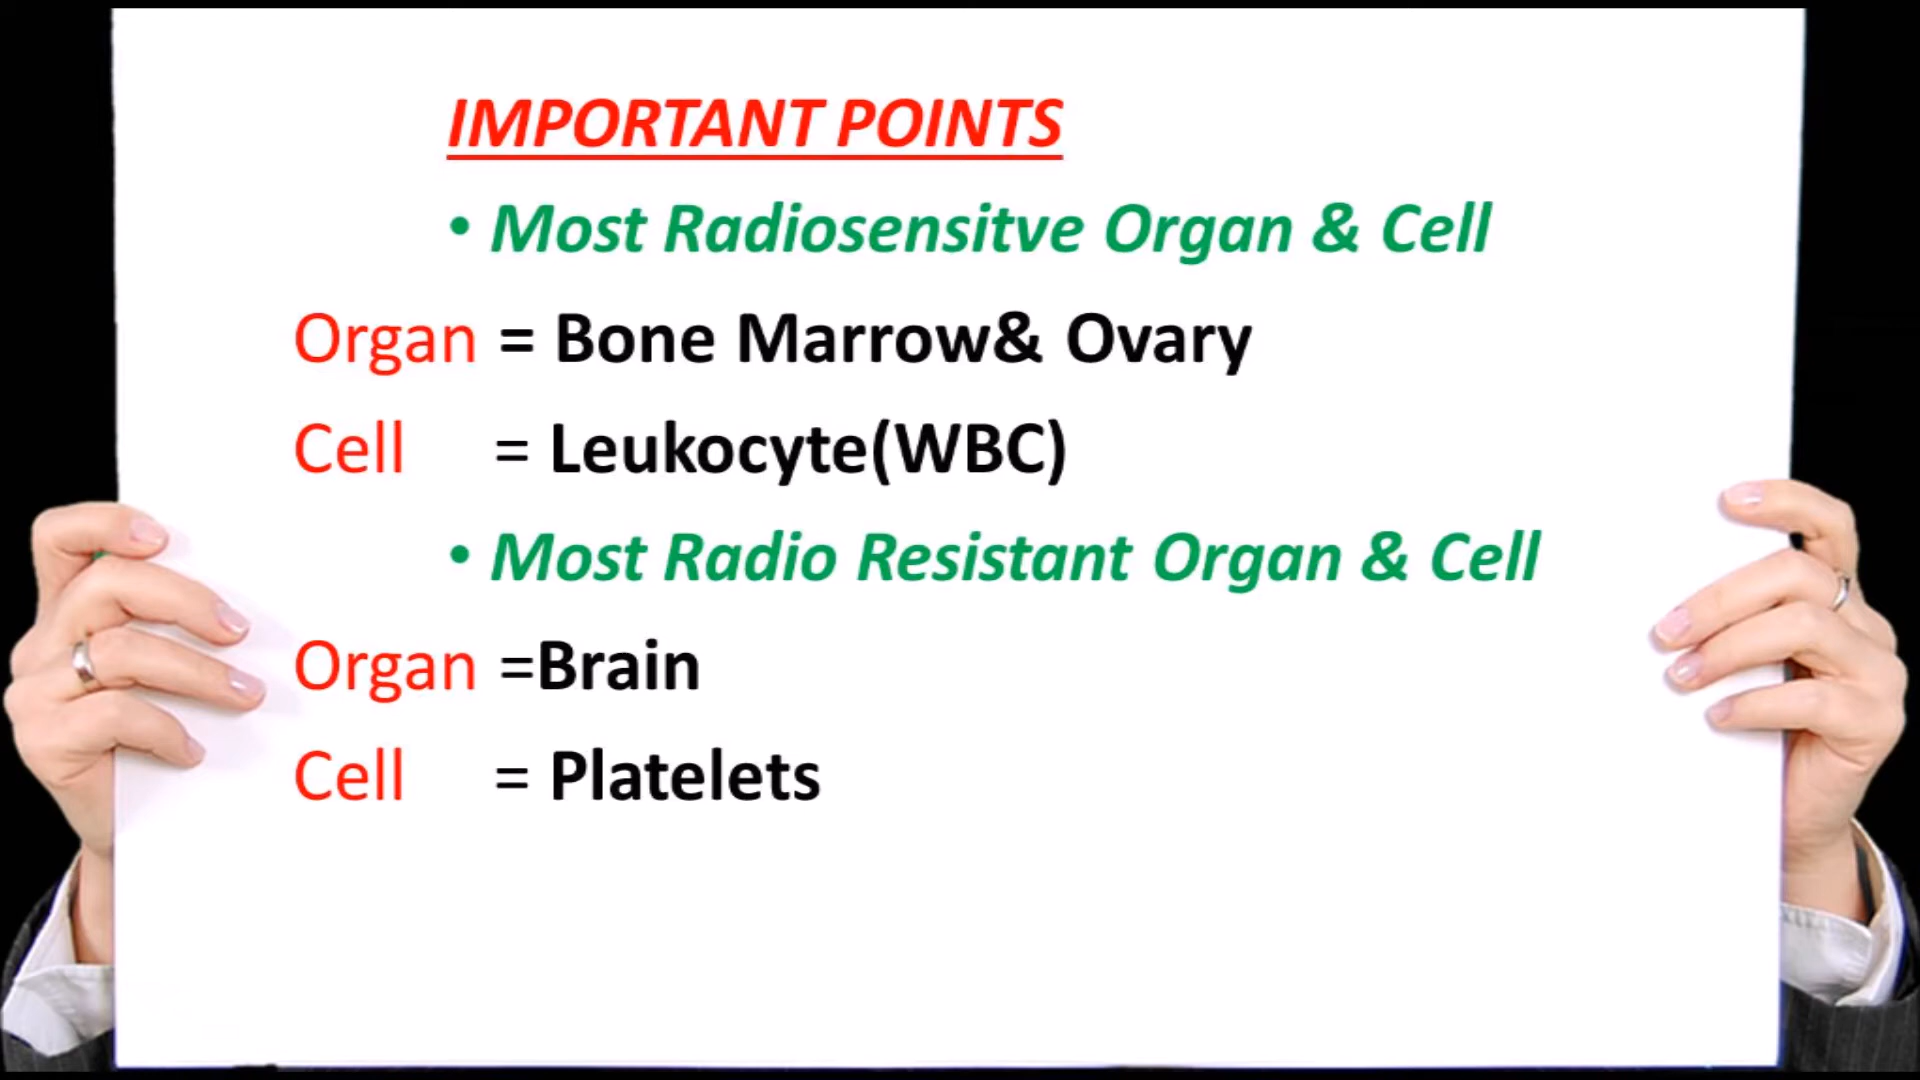 IMPORTANT POINTS
• Most Radiosensitve Organ & Cell
Organ = Bone Marrow& Ovary
Cell = Leukocyte(WBC)
• Most Radio Resistant Organ & Cell
Organ =Brain
Cell = Platelets